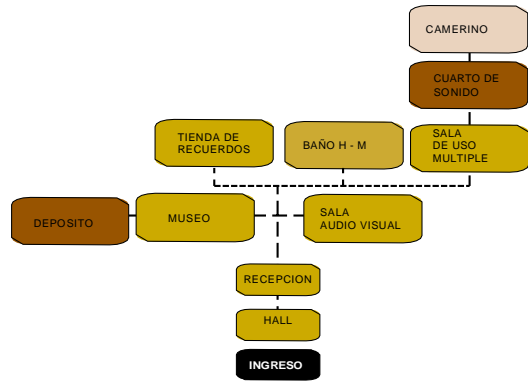 CAMERINO
CUARTO DE
SONIDO
TIENDA DE
RECUERDOS
BAÑO H - M
SALA
DE USO
MULTIPLE
DEPOSITO
MUSEO
SALA
AUDIO VISUAL
RECEPCION
HALL
INGRESO